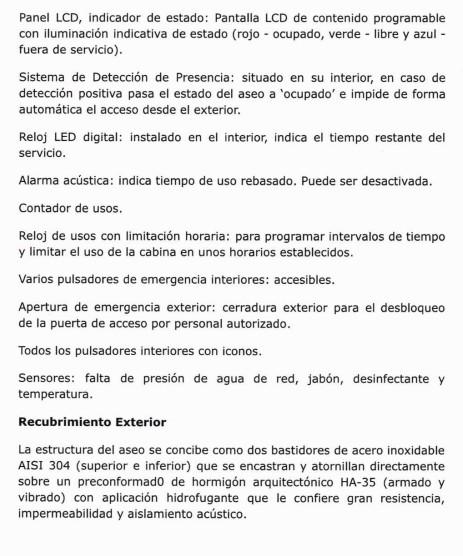 Panel LCD, indicador de estado: Pantalla LCD de contenido programable
con iluminación indicativa de estado (rojo - ocupado, verde - libre y azul -
fuera de servicio).
Sistema de Detección de Presencia: situado en su interior, en caso de
detección positiva pasa el estado del aseo a ‘ocupado’ e impide de forma
automática el acceso desde el exterior.
Reloj LED digital: instalado en el interior, indica el tiempo restante del
servicio.
Alarma acústica: indica tiempo de uso rebasado. Puede ser desactivada.
Contador de usos.
Reloj de usos con limitación horaria: para programar intervalos de tiempo
y limitar el uso de la cabina en unos horarios establecidos.
Varios pulsadores de emergencia interiores: accesibles.
Apertura de emergencia exterior: cerradura exterior para el desbloqueo
de la puerta de acceso por personal autorizado.
Todos los pulsadores interiores con iconos.
Sensores: falta de presión de agua de red, jabón, desinfectante y
temperatura.
Recubrimiento Exterior
La estructura del aseo se concibe como dos bastidores de acero inoxidable
AISI 304 (superior e inferior) que se encastran y atornillan directamente
sobre un preconformad0 de hormigón arquitectónico HA-35 (armado y
vibrado) con aplicación hidrofugante que le confiere gran resistencia,
impermeabilidad y aislamiento acústico.